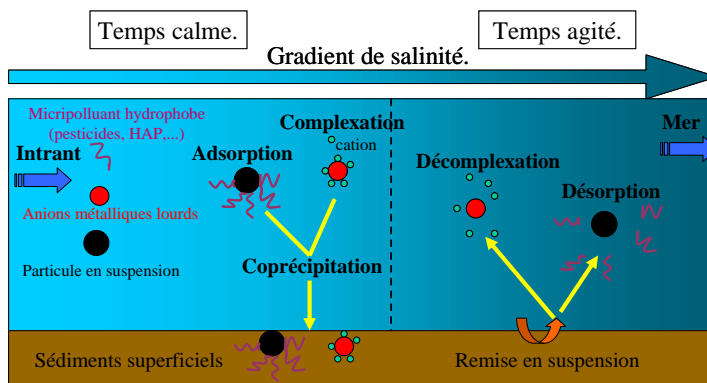 Temps calme.
Temps agité.
Gradient de salinité.
Micripolluant hydrophobe
(pesticides, HAP,...)
Complexation
cation
Mer
Intrant
Adsorption
Décomplexation
Désorption
Anions métalliques lourds
Particule en suspension
Coprécipitation
Sédiments superficiels
Remise en suspension